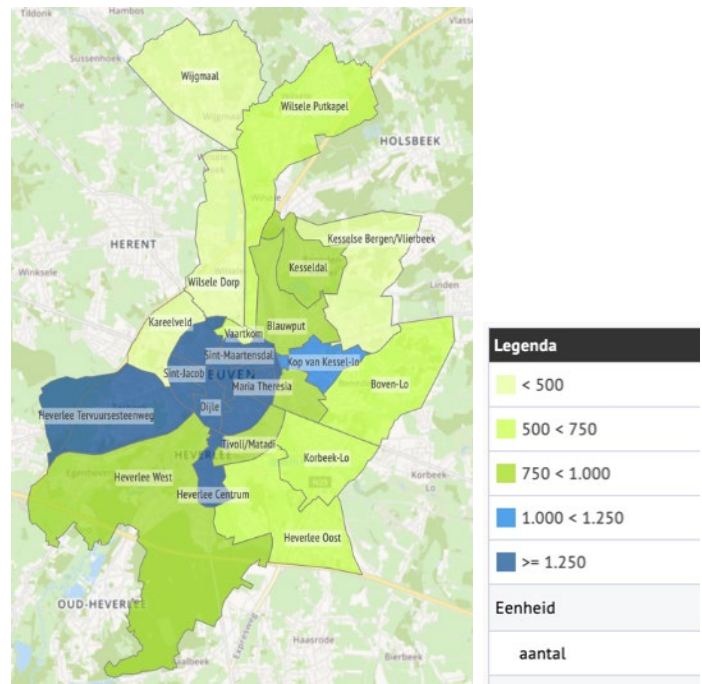 Tildonk
Hambos
Sussenhoek
Wijgmaal
Wilsele Putkapel
HOLSBEEK
Wilsele
HERENT
Kesselse Bergen/Vlierbeek
Kesseldal
Winksele
Linden
Wilsele Dorp
Kareelveld
Blauwput
Vaartkom
Sint-Maartensdal
Kop van Kessel-lo
Sint-Jacob
Maria Theresia
Boven-Lo
Dijle
Heverlee Tervuursesteenweg
Tivoli/Matadi
HEVERLEE
Korbeek-Lo
Heverlee West
Korbeek-
Lo
Heverlee Centrum
Heverlee Oost
OUD-HEVERLEE
Expresweg
Haasrode
Bierbeek
Legenda
< 500
500 < 750
750 < 1.000
1.000 < 1.250
>= 1.250
Eenheid
aantal